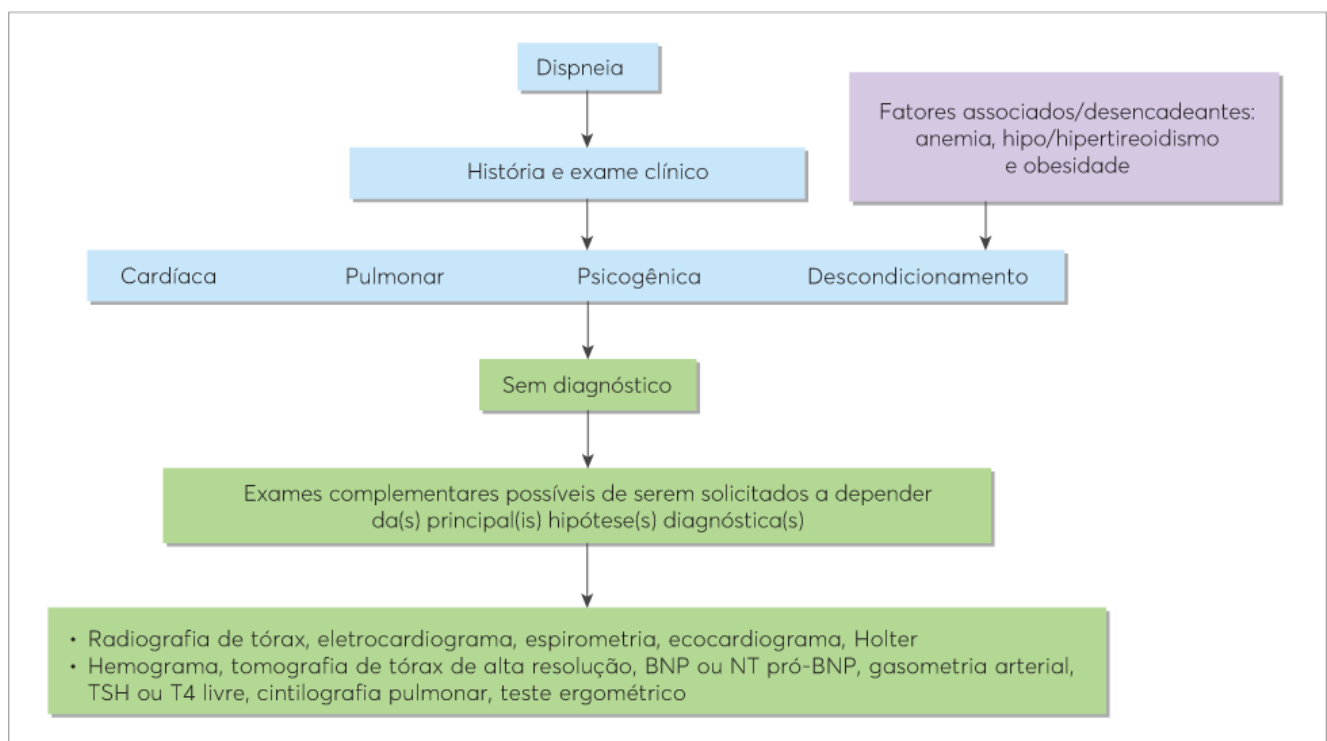 Dispneia
Fatores associados/desencadeantes:
anemia, hipo/hipertireoidismo
e obesidade
História e exame clínico
Cardíaca Pulmonar Psicogênica Descondicionamento
Sem diagnóstico
Exames complementares possíveis de serem solicitados a depender
da(s) principal(is) hipótese(s) diagnóstica(s)
• Radiografia de tórax, eletrocardiograma, espirometria, ecocardiograma, Holter
• Hemograma, tomografia de tórax de alta resolução, BNP ou NT pró-BNP, gasometria arterial,
TSH ou T4 livre, cintilografia pulmonar, teste ergométrico